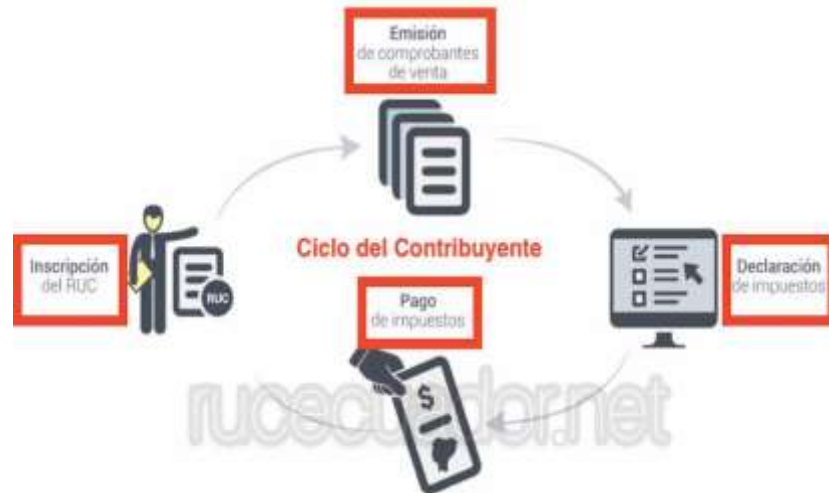 Emisión
de comprobantes
de venta
Ciclo del Contribuyente
Inscripción
del RUC
RUC
Declaración
de impuestos
Pago
de impuestos
$
rucecuador.net